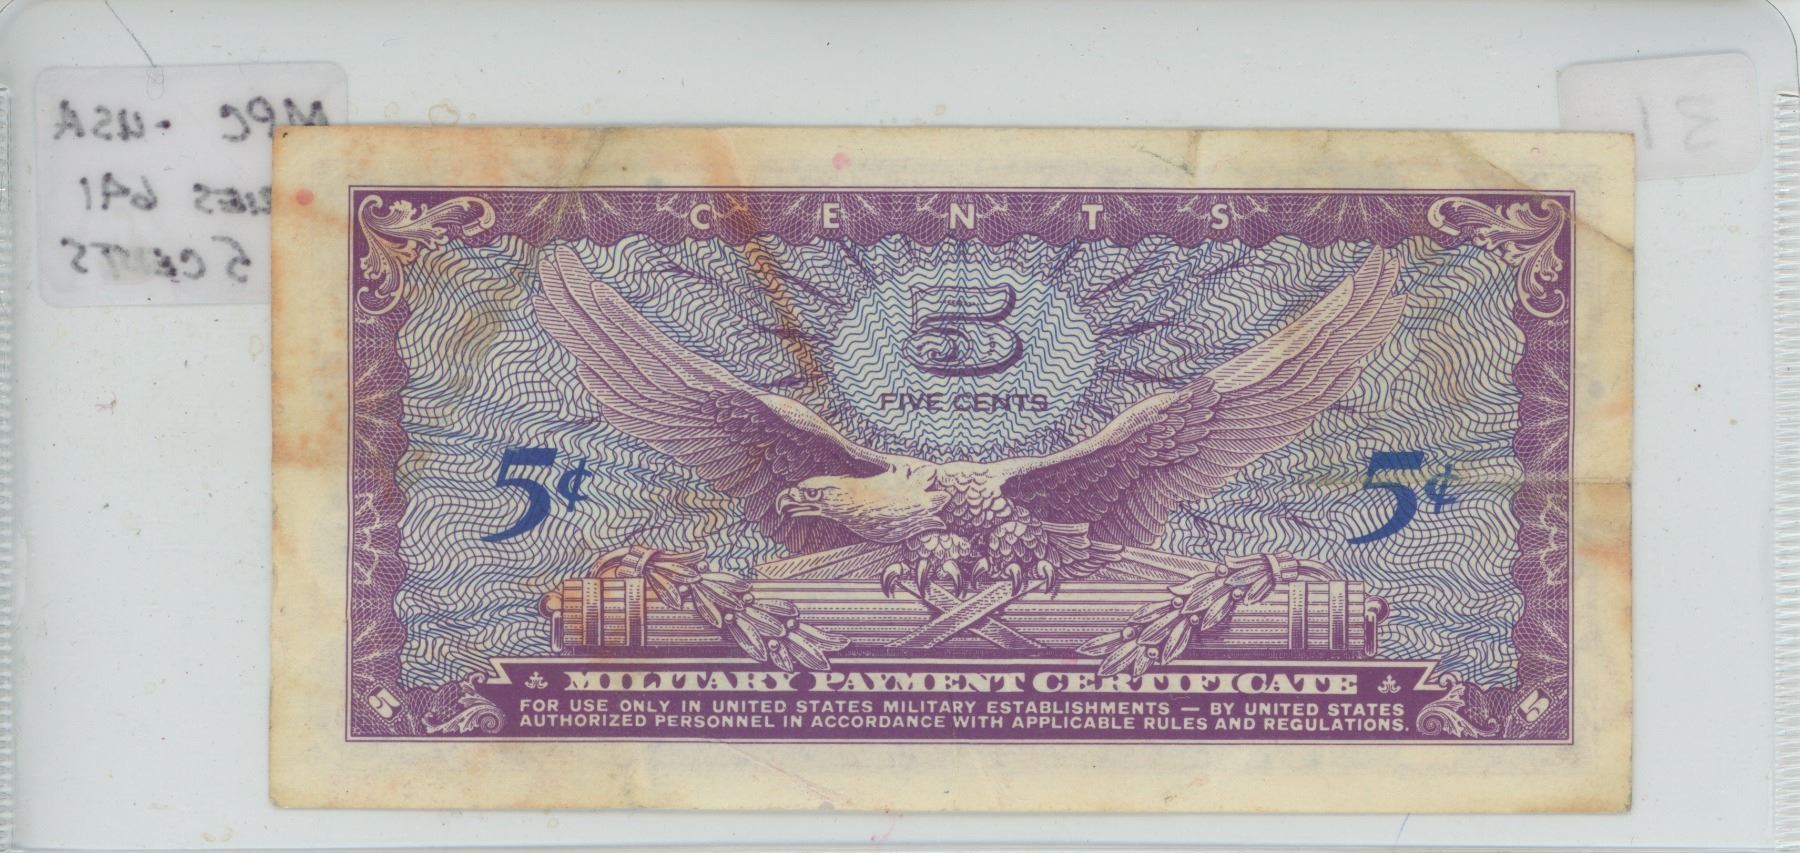 MPC - USA
31
SERIES 641
5 CENTS
CENTS
5
FIVE CENTS
5¢ 5¢
MILITARY PAYMENT CERTIFICATE
5 FOR USE ONLY IN UNITED STATES MILITARY ESTABLISHMENTS — BY UNITED STATES 5
AUTHORIZED PERSONNEL IN ACCORDANCE WITH APPLICABLE RULES AND REGULATIONS.